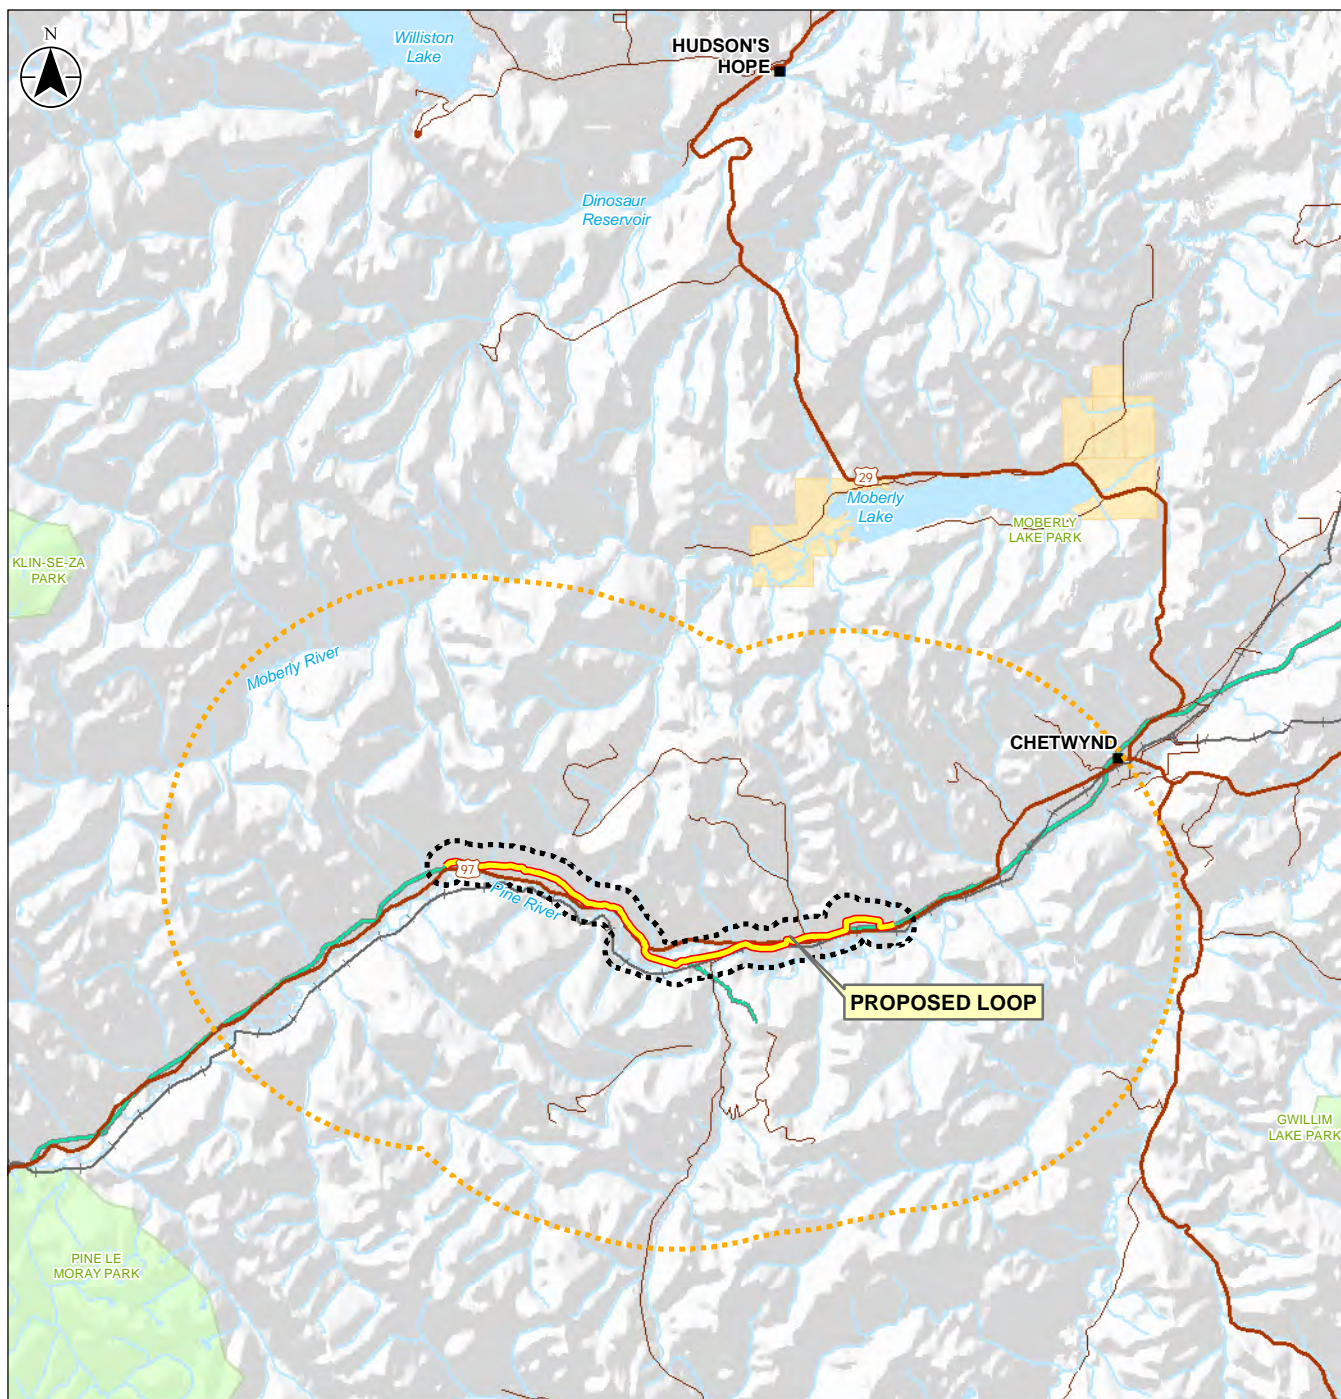 N
Williston
Lake
HUDSON'S
HOPE
Dinosaur
Reservoir
29
Moberly
Lake
MOBERLY
LAKE PARK
KLIN-SE-ZA
PARK
Moberly River
CHETWYND
97
Pine River
PROPOSED LOOP
GWILLIM
LAKE PARK
PINE LE
MORAY PARK